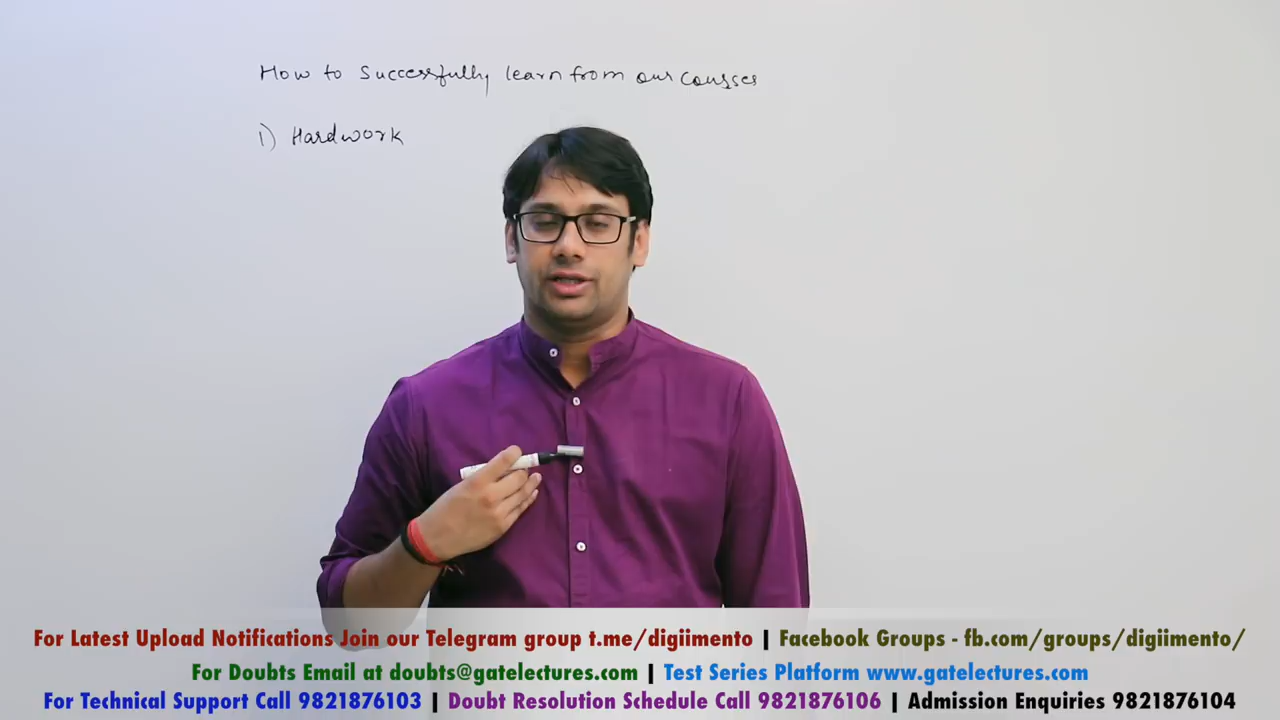 How to Successfully learn from our courses
1) Hardwork
For Latest Upload Notifications Join our Telegram group t.me/digiimento | Facebook Groups - fb.com/groups/digiimento/
For Doubts Email at doubts@gatelectures.com | Test Series Platform www.gatelectures.com
For Technical Support Call 9821876103 | Doubt Resolution Schedule Call 9821876106 | Admission Enquiries 9821876104